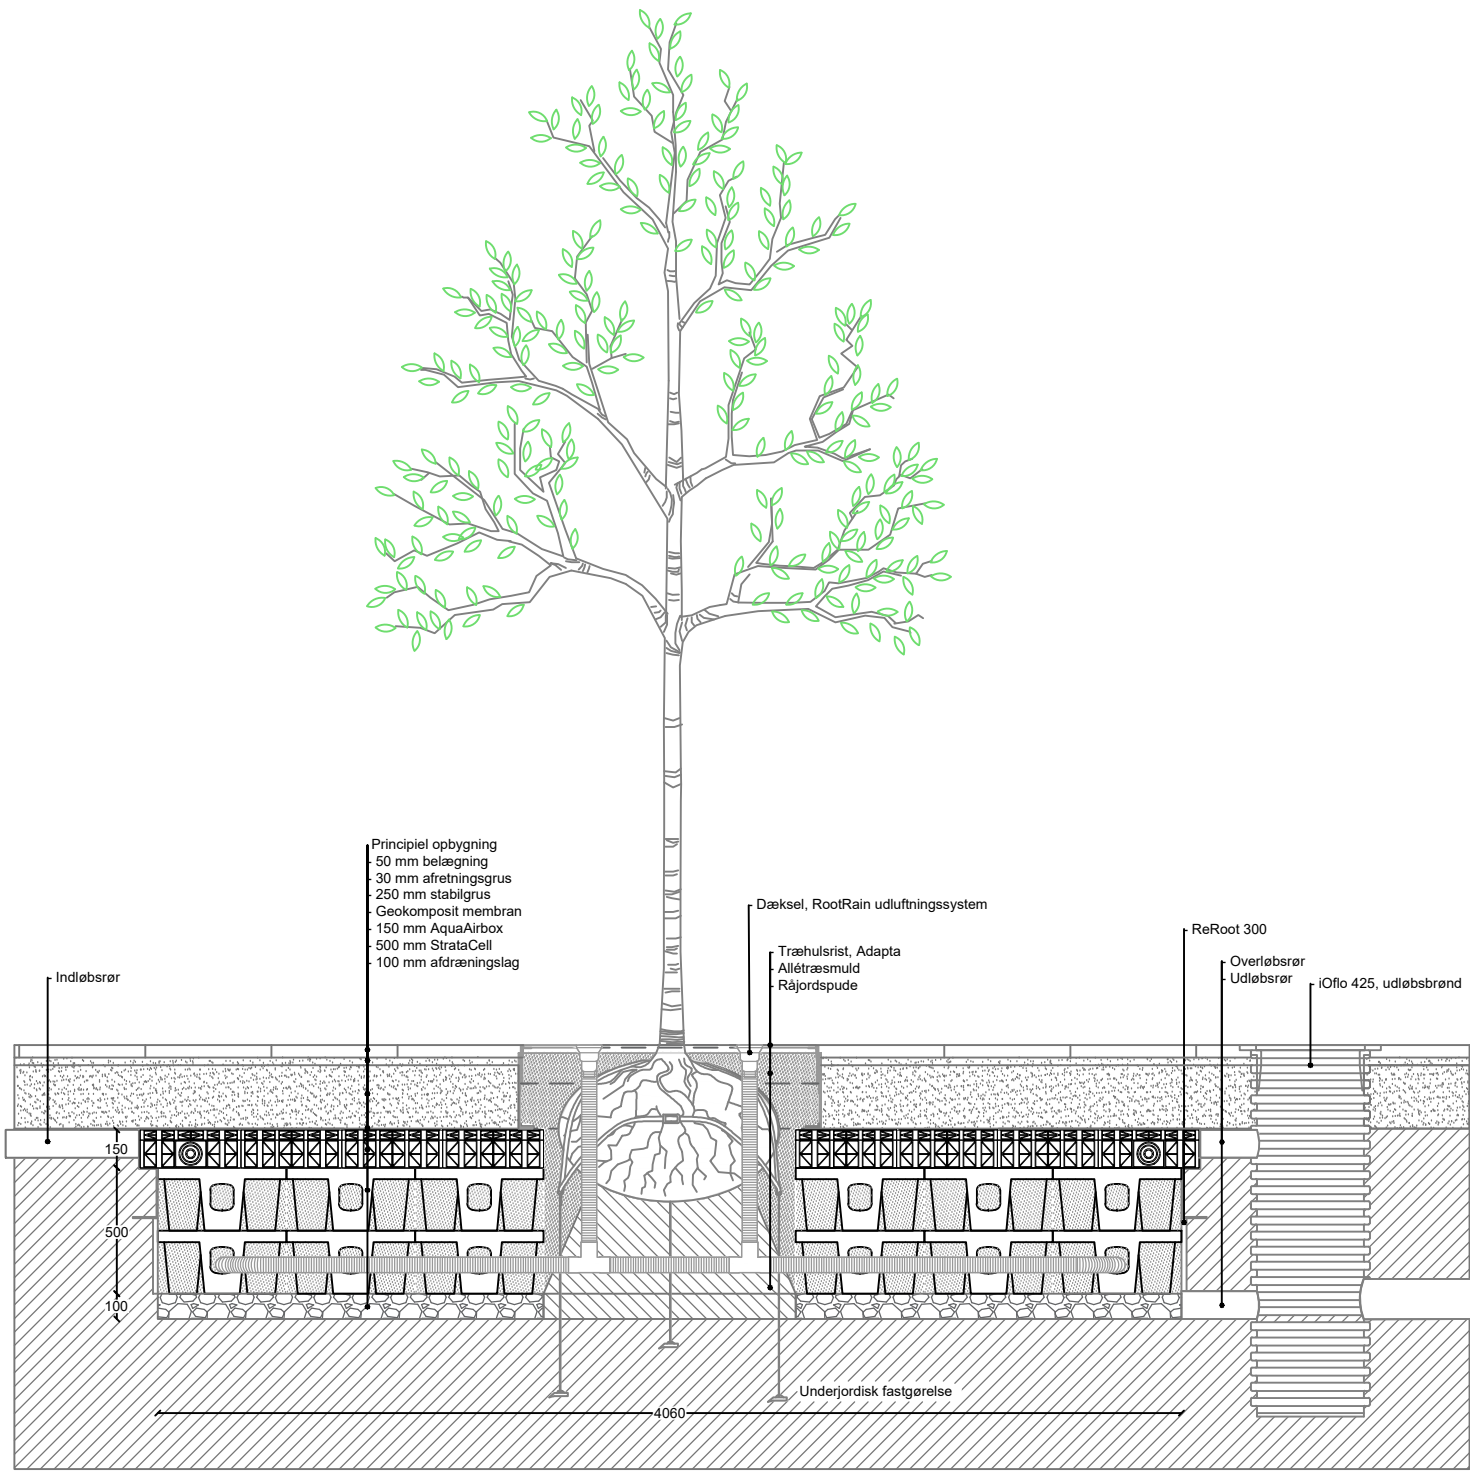 Principiel opbygning
50 mm belægning
30 mm afretningsgrus
250 mm stabilgrus
Geokomposit membran
150 mm AquaAirbox
500 mm StrataCell
100 mm afdræningslag
Dæksel, RootRain udluftningssystem
Træhulsrist, Adapta
Allétræsmuld
Råjordspude
ReRoot 300
Overløbsrør
Udløbsrør
iOflo 425, udløbsbrønd
Indløbsrør
150
500
100
Underjordisk fastgørelse
4060